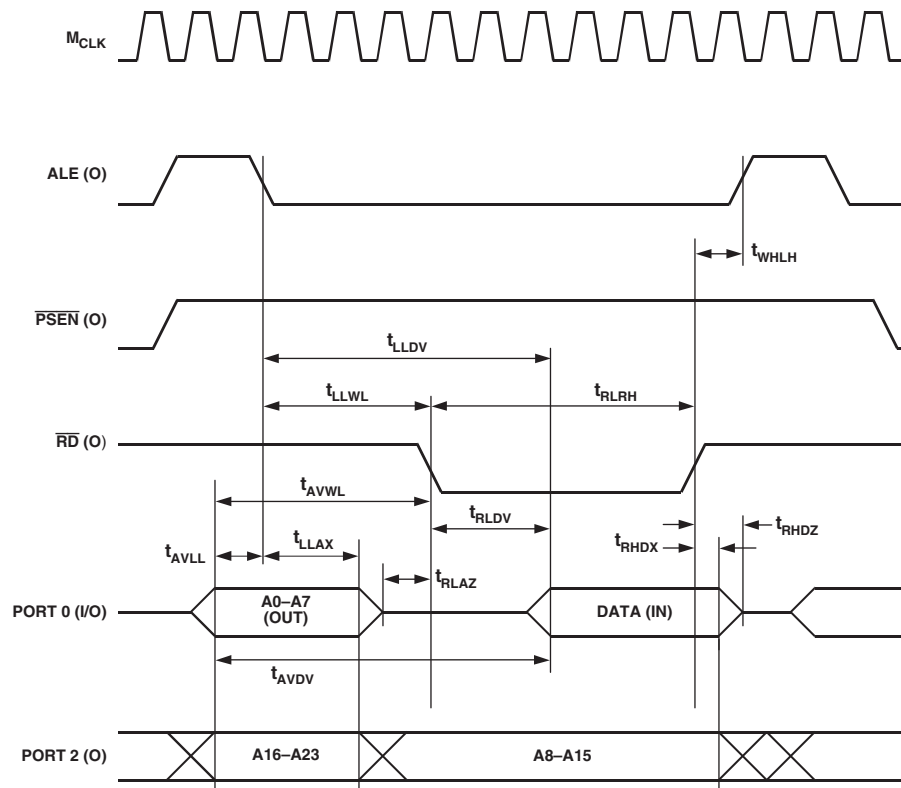 MCLK
ALE (O)
tWHLH
PSEN (O)
tLLDV
tLLWL
tRLRH
RD (O)
tAVWL
tRLDV
tRHDZ
tAVLL
tLLAX
tRHDX
tRLAZ
PORT 0 (I/O)
A0–A7
(OUT)
DATA (IN)
tAVDV
PORT 2 (O)
A16–A23
A8–A15